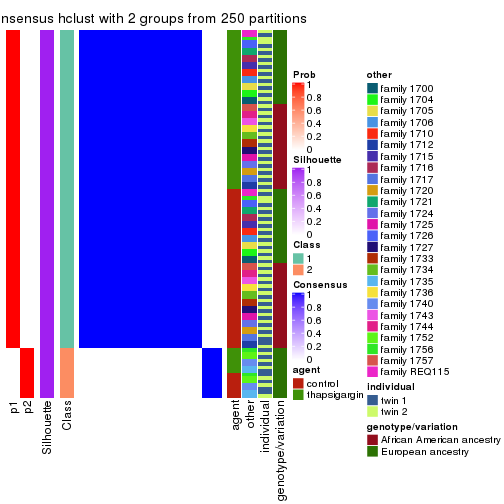 nsensus hclust with 2 groups from 250 partitions
p1
p2
Silhouette
Class
agent
other
individual
genotype/variation
Prob
1
0.8
0.6
0.4
0.2
0
Silhouette
1
0.8
0.6
0.4
0.2
0
Class
1
2
Consensus
1
0.8
0.6
0.4
0.2
0
agent
control
thapsigargin
other
family 1700
family 1704
family 1705
family 1706
family 1710
family 1712
family 1715
family 1716
family 1717
family 1720
family 1721
family 1724
family 1725
family 1726
family 1727
family 1733
family 1734
family 1735
family 1736
family 1740
family 1743
family 1744
family 1752
family 1756
family 1757
family REQ115
individual
twin 1
twin 2
genotype/variation
African American ancestry
European ancestry